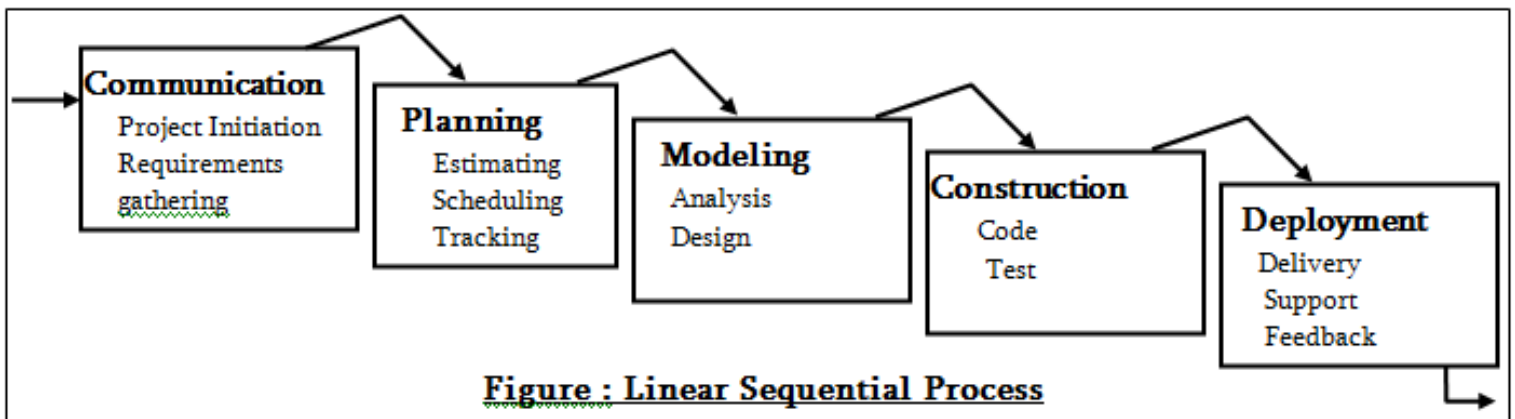 Communication
Project Initiation
Requirements
gathering
Planning
Estimating
Scheduling
Tracking
Modeling
Analysis
Design
Construction
Code
Test
Deployment
Delivery
Support
Feedback
Figure : Linear Sequential Process